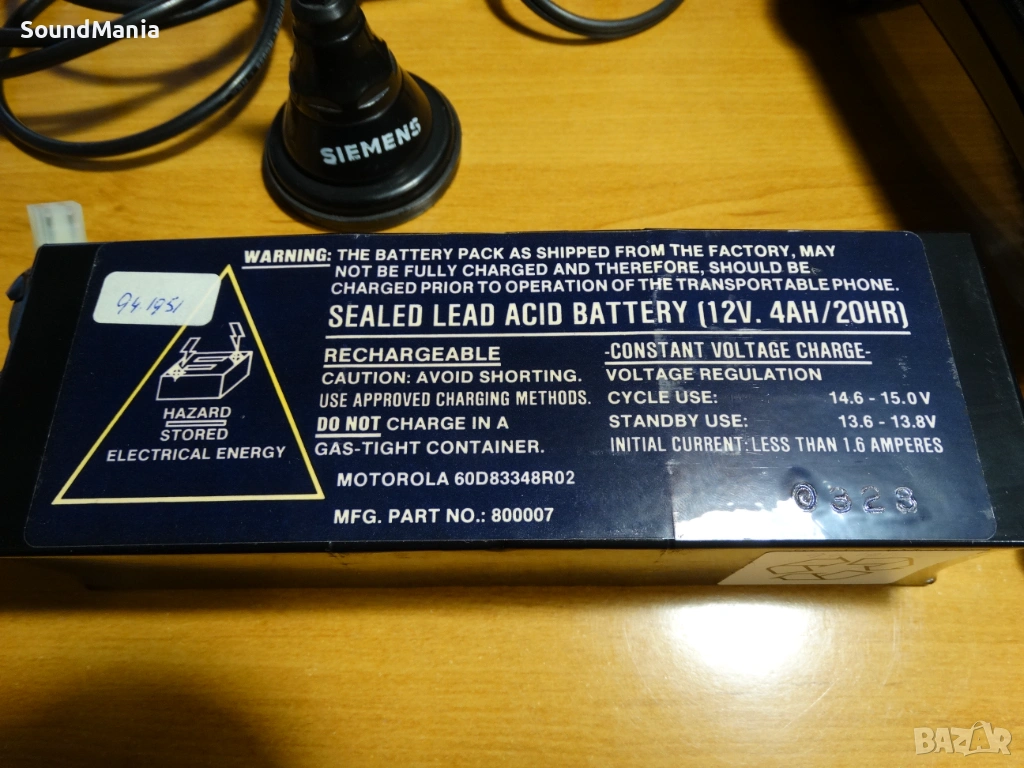 SoundMania
SIEMENS
94.1951
WARNING: THE BATTERY PACK AS SHIPPED FROM THE FACTORY, MAY
NOT BE FULLY CHARGED AND THEREFORE, SHOULD BE
CHARGED PRIOR TO OPERATION OF THE TRANSPORTABLE PHONE.
SEALED LEAD ACID BATTERY (12V. 4AH/20HR)
HAZARD
STORED
ELECTRICAL ENERGY
RECHARGEABLE
CAUTION: AVOID SHORTING.
USE APPROVED CHARGING METHODS.
DO NOT CHARGE IN A
GAS-TIGHT CONTAINER.
-CONSTANT VOLTAGE CHARGE-
VOLTAGE REGULATION
CYCLE USE: 14.6 - 15.0V
STANDBY USE: 13.6 - 13.8V
INITIAL CURRENT: LESS THAN 1.6 AMPERES
MOTOROLA 60D83348R02
MFG. PART NO.: 800007
0323
BAZAR